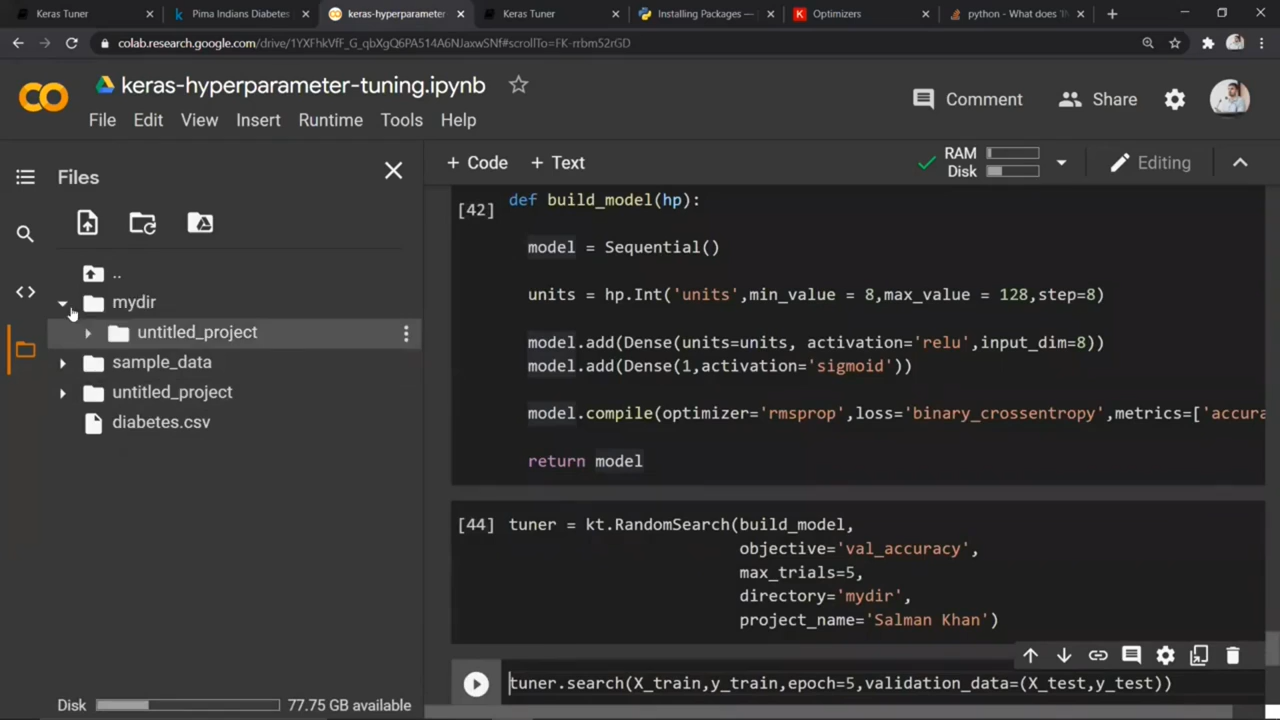 Keras Tuner
Pima Indians Diabetes
keras-hyperparameter
Keras Tuner
Installing Packages —
Optimizers
python - What does '
colab.research.google.com/drive/1YXFhkVfF_G_qbXgQ6PA514A6NJaxwSNf#scrollTo=FK-rrbm52rGD
keras-hyperparameter-tuning.ipynb
Comment
Share
File Edit View Insert Runtime Tools Help
Files
+ Code + Text
RAM
Disk
Editing
..
mydir
untitled_project
sample_data
untitled_project
diabetes.csv
Disk 77.75 GB available
[42]
def build_model(hp):
model = Sequential()
units = hp.Int('units',min_value = 8,max_value = 128,step=8)
model.add(Dense(units=units, activation='relu',input_dim=8))
model.add(Dense(1,activation='sigmoid'))
model.compile(optimizer='rmsprop',loss='binary_crossentropy',metrics=['accura
return model
[44] tuner = kt.RandomSearch(build_model,
objective='val_accuracy',
max_trials=5,
directory='mydir',
project_name='Salman Khan')
tuner.search(X_train,y_train,epoch=5,validation_data=(X_test,y_test))